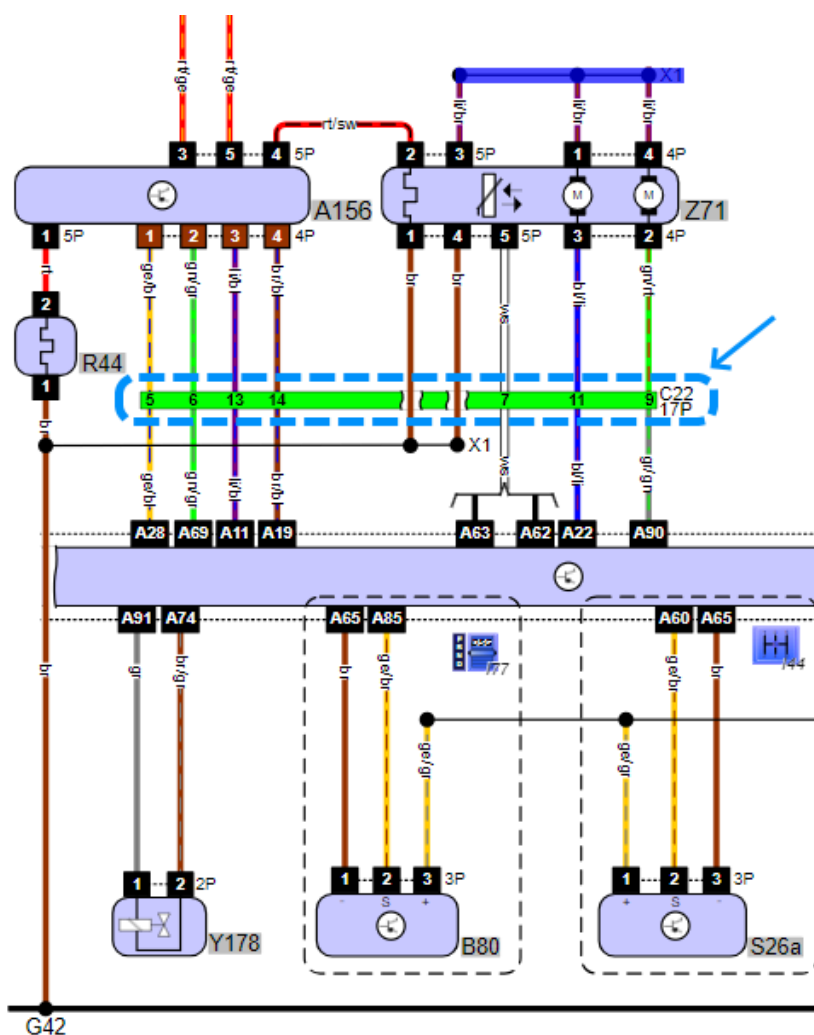 rt/ge rt/ge li/br li/br li/br X1
rt/sw
3 5 4 5P 2 3 5P 1 4 4P
A156 M M Z71
1 5P 1 2 3 4 4P 1 4 5 5P 3 2 4P
rt ge/bl gn/gr li/bl br/bl br br ws bl/li gn/rt
2
R44
1
5 6 13 14 7 11 9 C22
17P
br X1
ge/bl gn/gr li/bl br/bl ws bl/li gr/gn
A28 A69 A11 A19 A63 A62 A22 A90
A91 A74 A65 A85 A60 A65
I77 I44
gr br/gr br ge/br ge/br br
br ge/gr ge/gr
1 2 2P 1 2 3 3P 1 2 3 3P
- S + + S -
Y178 B80 S26a
G42